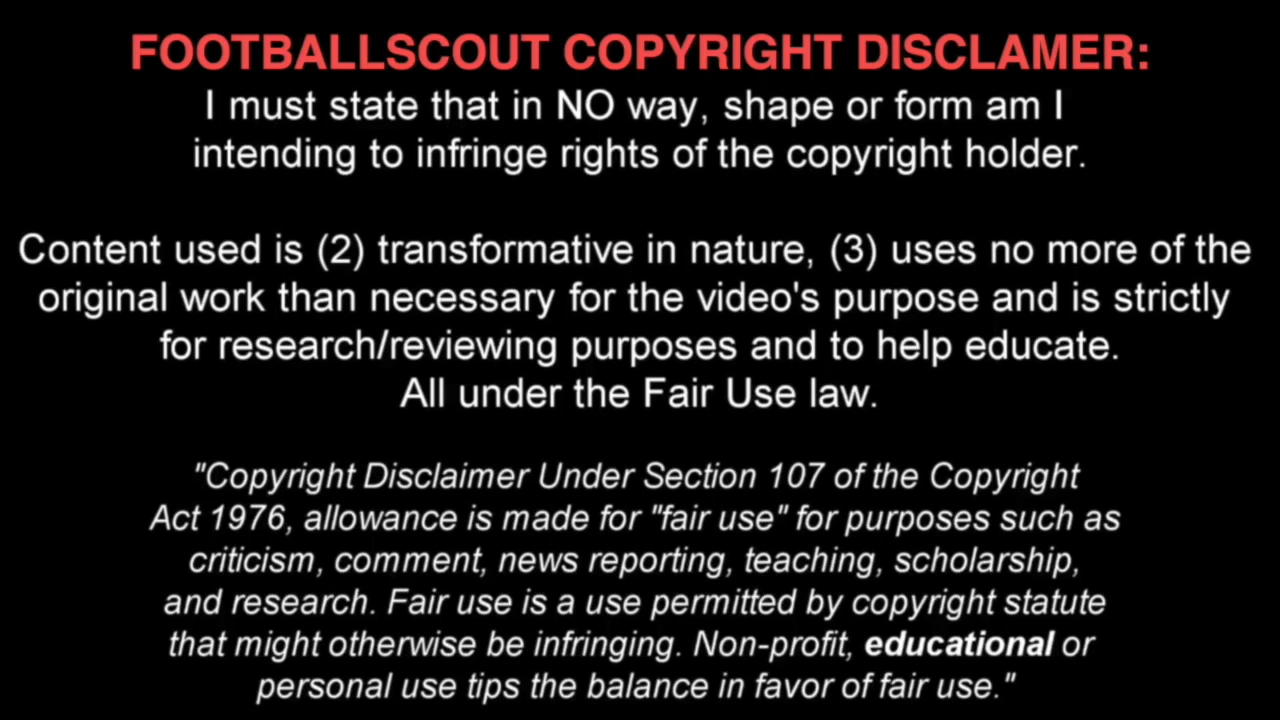 FOOTBALLSCOUT COPYRIGHT DISCLAMER:
I must state that in NO way, shape or form am I
intending to infringe rights of the copyright holder.
Content used is (2) transformative in nature, (3) uses no more of the
original work than necessary for the video's purpose and is strictly
for research/reviewing purposes and to help educate.
All under the Fair Use law.
"Copyright Disclaimer Under Section 107 of the Copyright
Act 1976, allowance is made for "fair use" for purposes such as
criticism, comment, news reporting, teaching, scholarship,
and research. Fair use is a use permitted by copyright statute
that might otherwise be infringing. Non-profit, educational or
personal use tips the balance in favor of fair use."